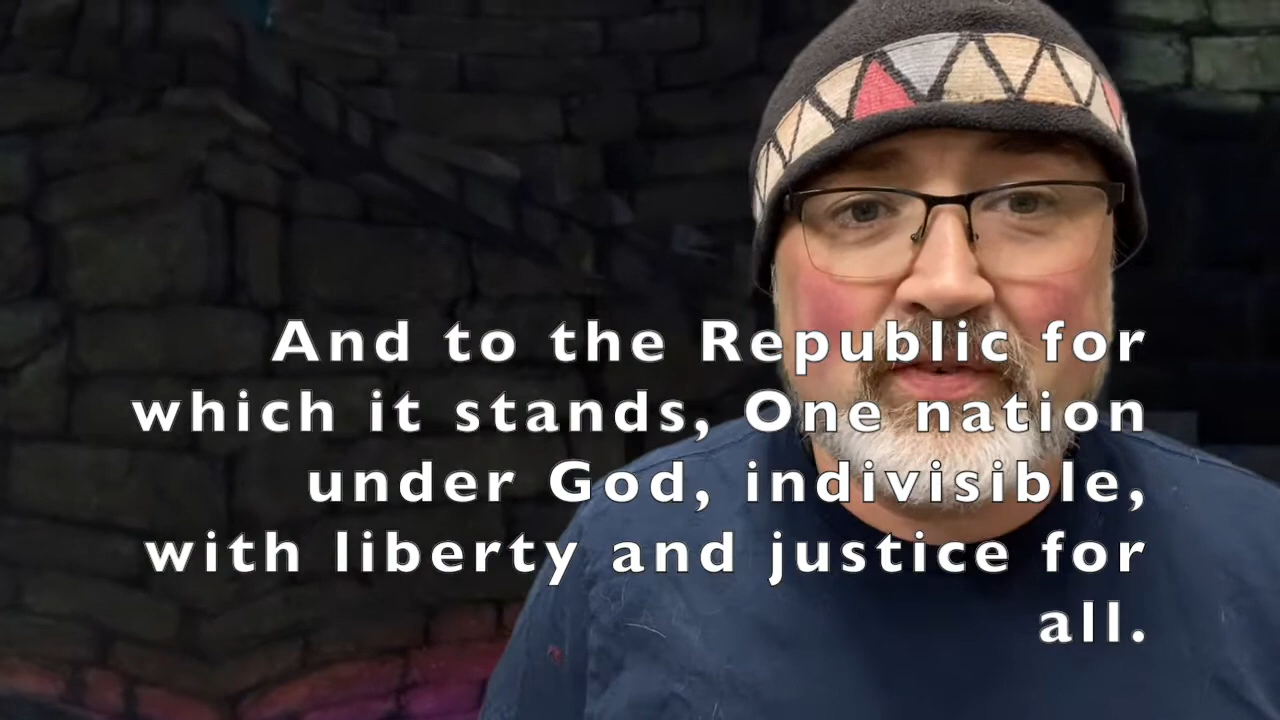 And to the Republic for
which it stands, One nation
under God, indivisible,
with liberty and justice for
all.